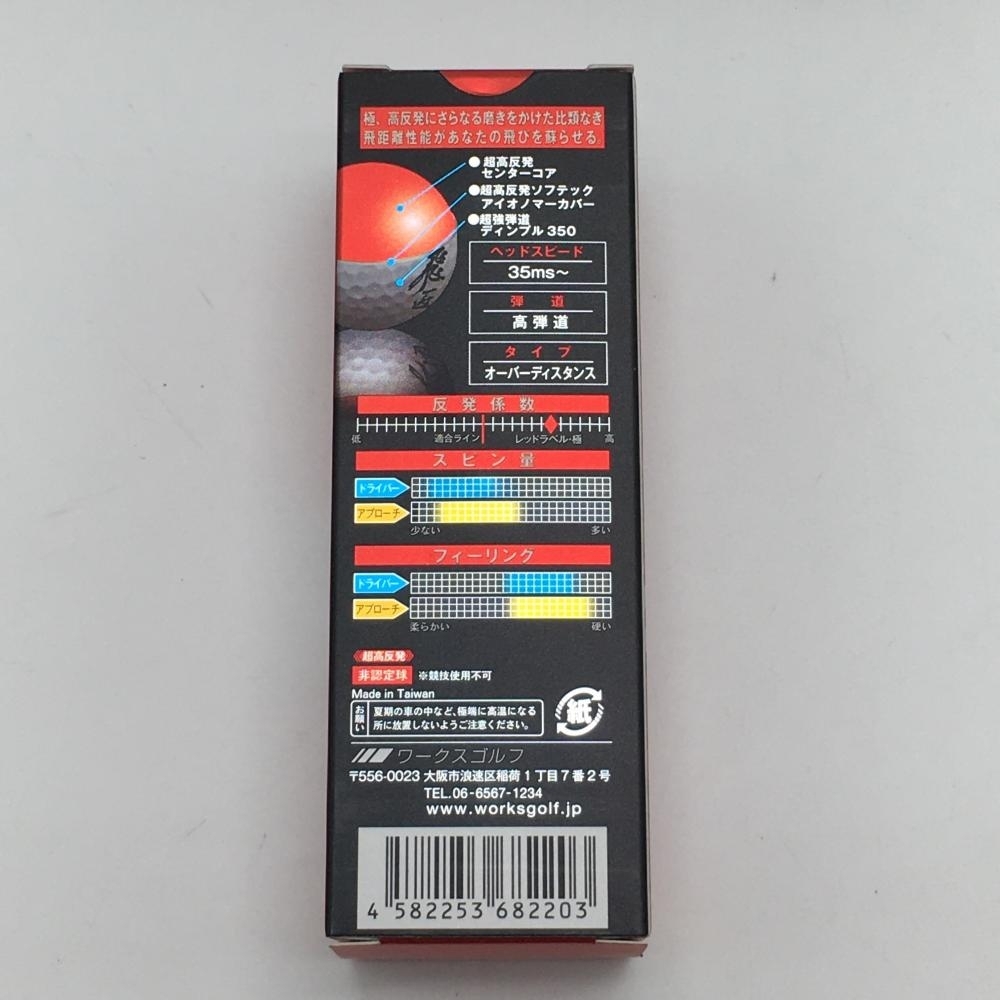 極、高反発にさらなる磨きをかけた比類なき
飛距離性能があなたの飛びを蘇らせる。
●超高反発
センターコア
●超高反発ソフテック
アイオノマーカバー
●超強弾道
ディンプル350
飛匠
ヘッドスピード
35ms~
弾道
高弾道
タイプ
オーバーディスタンス
反発係数
低 適合ライン レッドラベル・極 高
スピン量
ドライバー
アプローチ
少ない 多い
フィーリング
ドライバー
アプローチ
柔らかい 硬い
超高反発
非認定球 ※競技使用不可
Made in Taiwan
お願い
夏期の車の中など、極端に高温になる
所に放置しないようご注意ください。
紙
ワークスゴルフ
〒556-0023 大阪市浪速区稲荷1丁目7番2号
TEL.06-6567-1234
www.worksgolf.jp
4 582253 682203